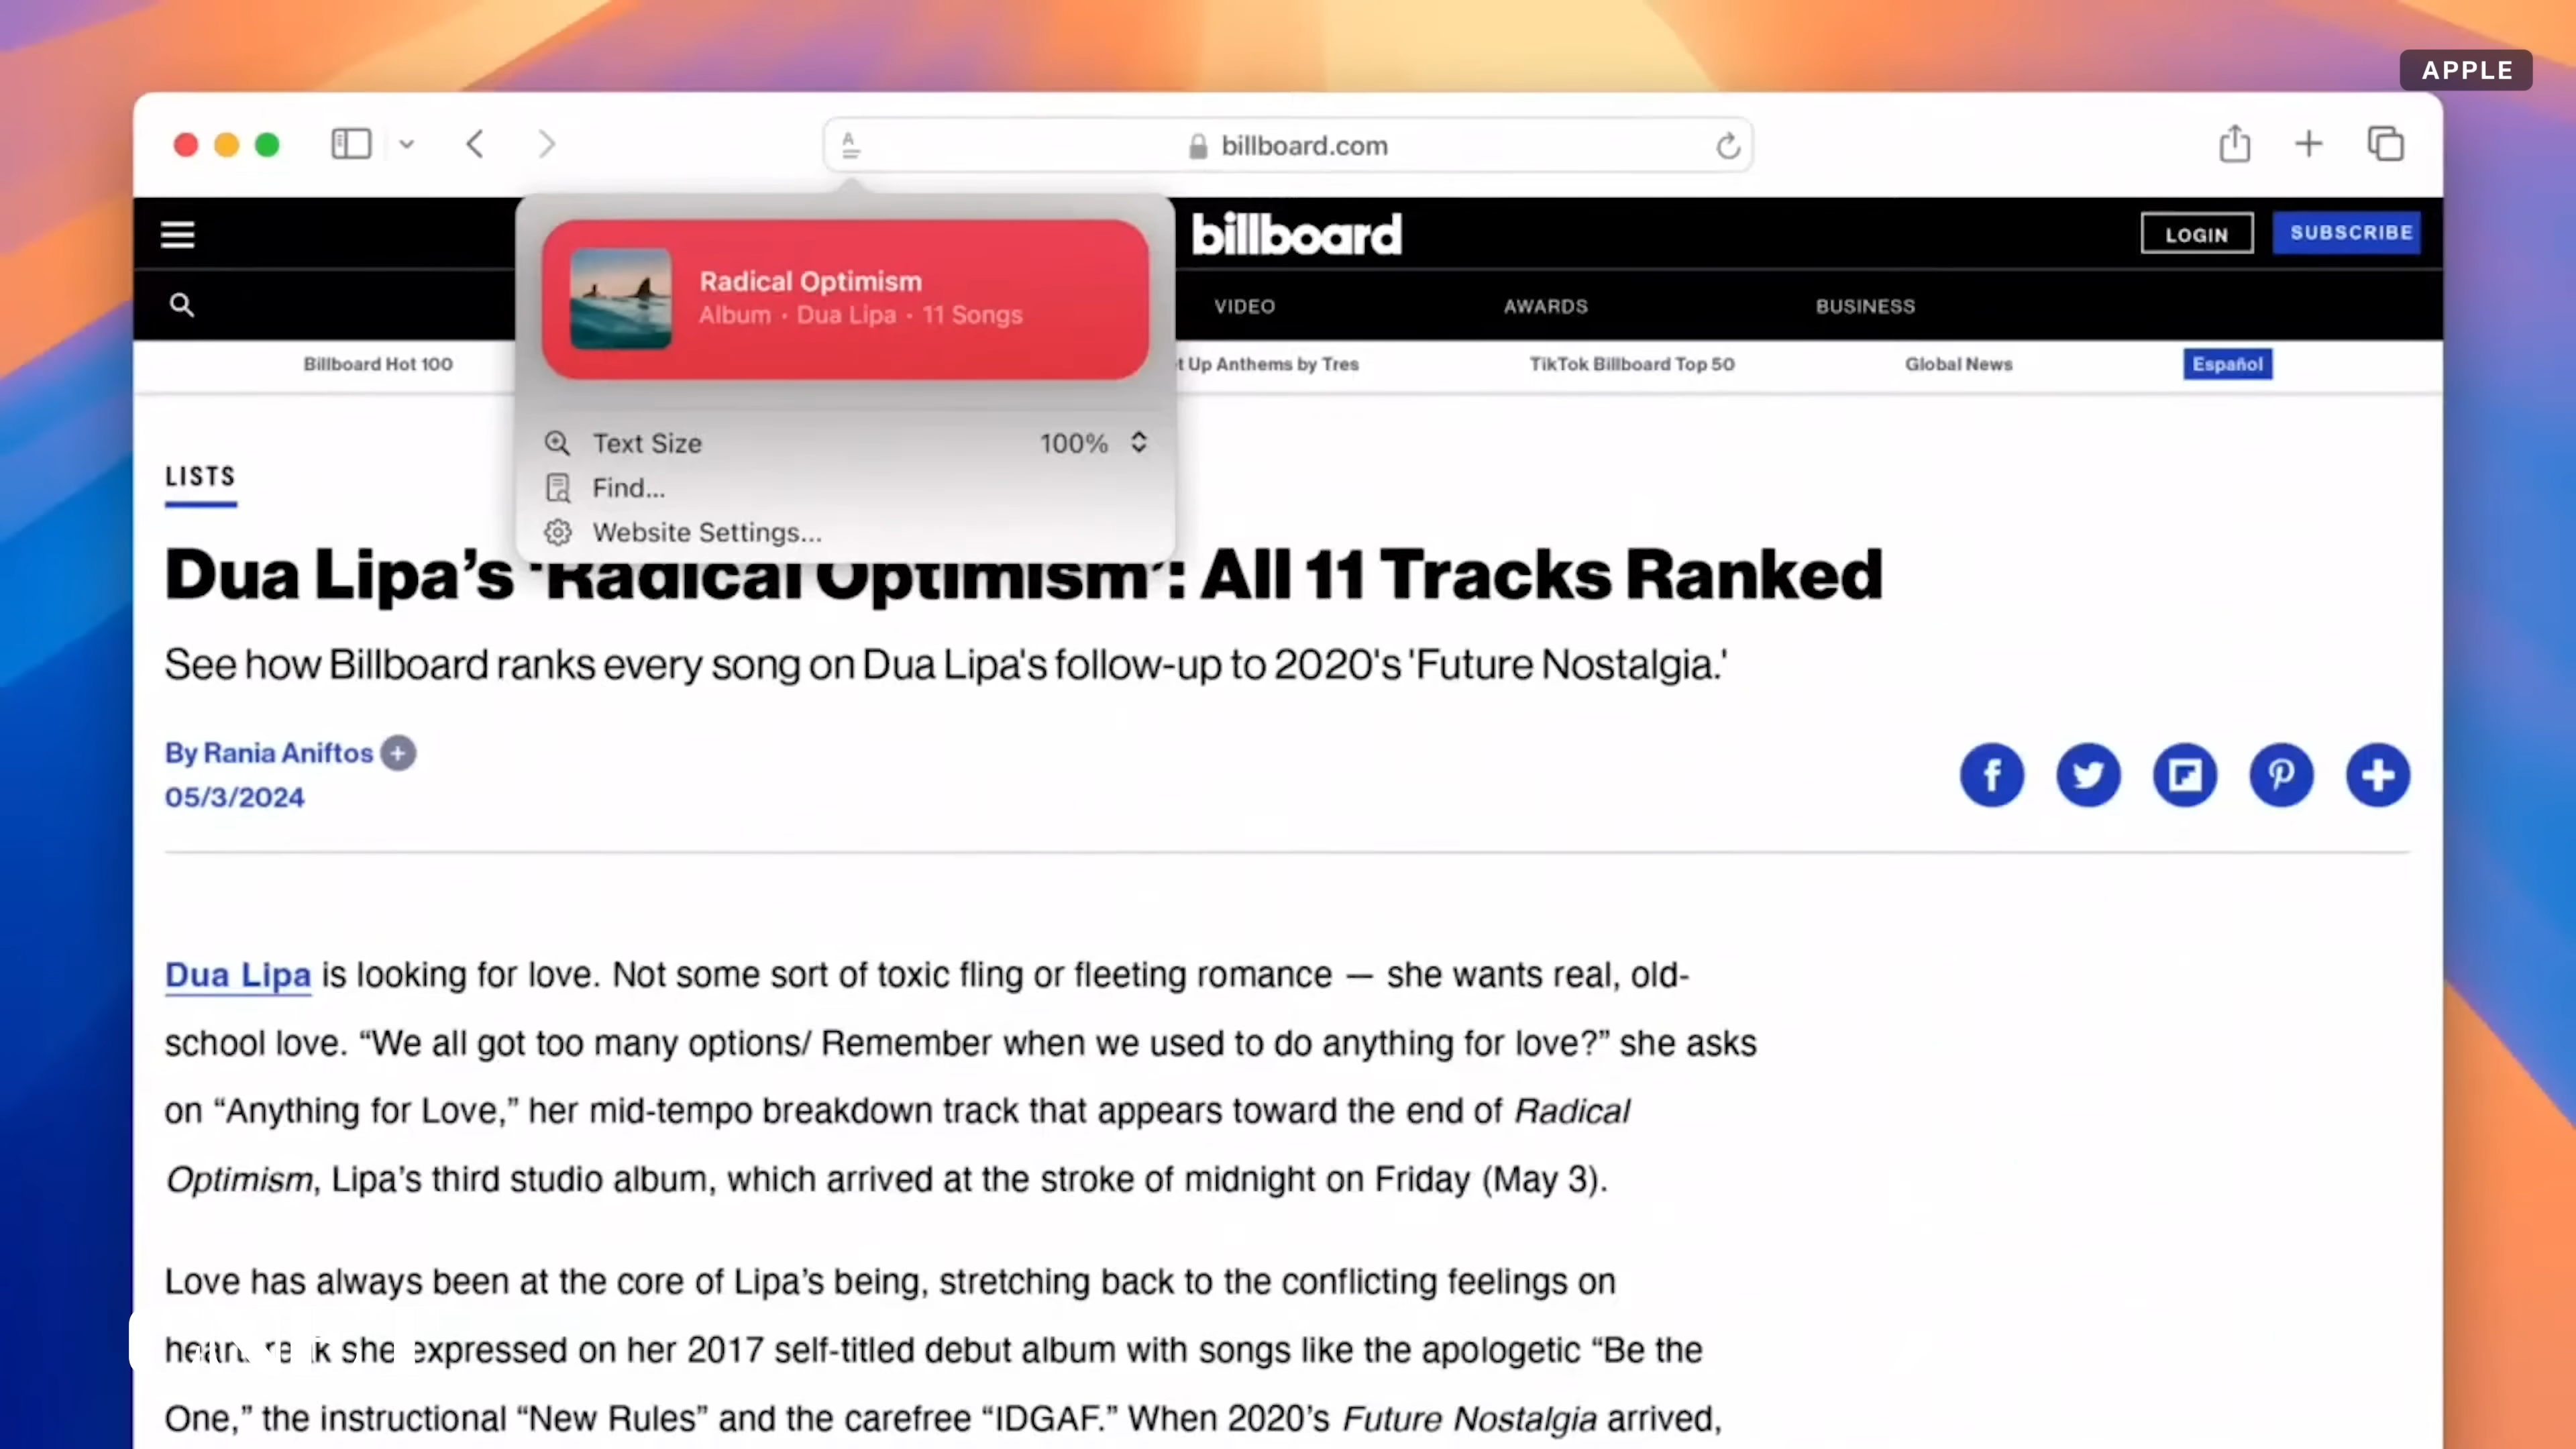 APPLE
billboard.com
billboard
LOGIN
SUBSCRIBE
Radical Optimism
Album · Dua Lipa · 11 Songs
VIDEO
AWARDS
BUSINESS
Billboard Hot 100
t Up Anthems by Tres
TikTok Billboard Top 50
Global News
Español
Text Size 100%
Find...
Website Settings...
LISTS
Dua Lipa’s ‘Radical Optimism’: All 11 Tracks Ranked
See how Billboard ranks every song on Dua Lipa's follow-up to 2020's 'Future Nostalgia.'
By Rania Aniftos
05/3/2024
Dua Lipa is looking for love. Not some sort of toxic fling or fleeting romance — she wants real, old-
school love. “We all got too many options/ Remember when we used to do anything for love?” she asks
on “Anything for Love,” her mid-tempo breakdown track that appears toward the end of Radical
Optimism, Lipa’s third studio album, which arrived at the stroke of midnight on Friday (May 3).
Love has always been at the core of Lipa’s being, stretching back to the conflicting feelings on
she expressed on her 2017 self-titled debut album with songs like the apologetic “Be the
One,” the instructional “New Rules” and the carefree “IDGAF.” When 2020’s Future Nostalgia arrived,